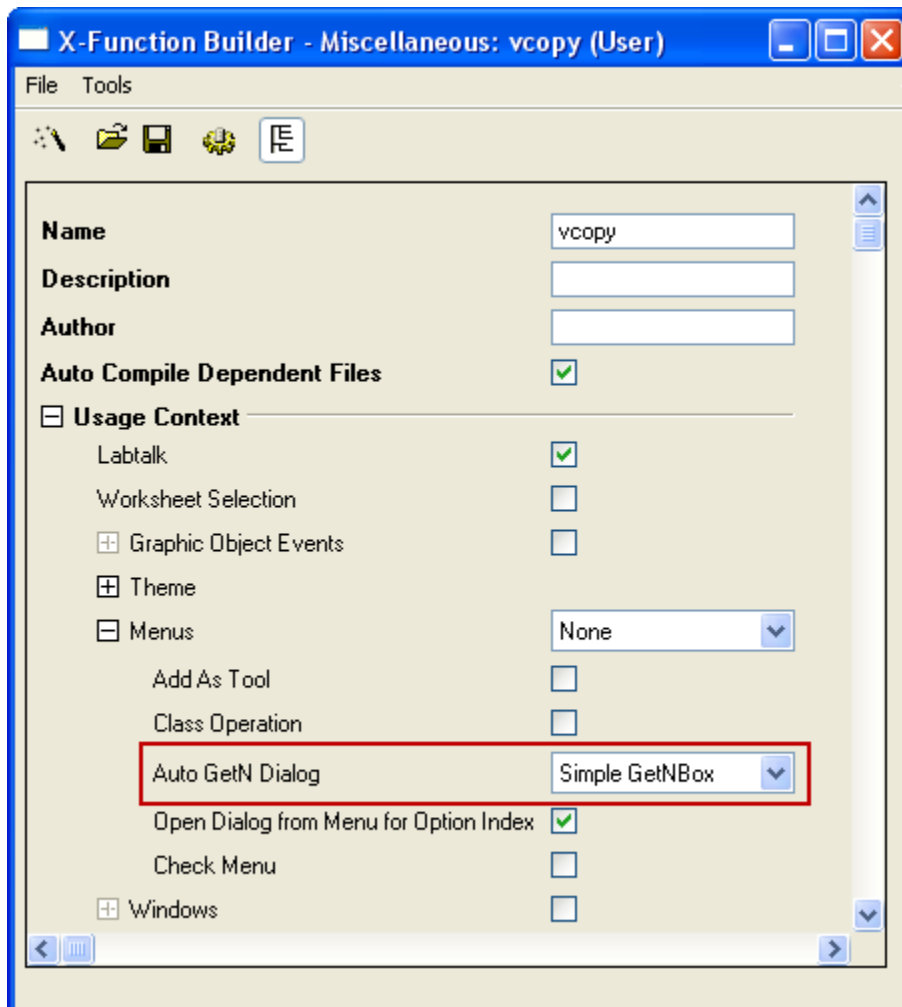 X-Function Builder - Miscellaneous: vcopy (User)
File Tools
Name vcopy
Description
Author
Auto Compile Dependent Files
Usage Context
Labtalk
Worksheet Selection
Graphic Object Events
Theme
Menus None
Add As Tool
Class Operation
Auto GetN Dialog Simple GetNBox
Open Dialog from Menu for Option Index
Check Menu
Windows